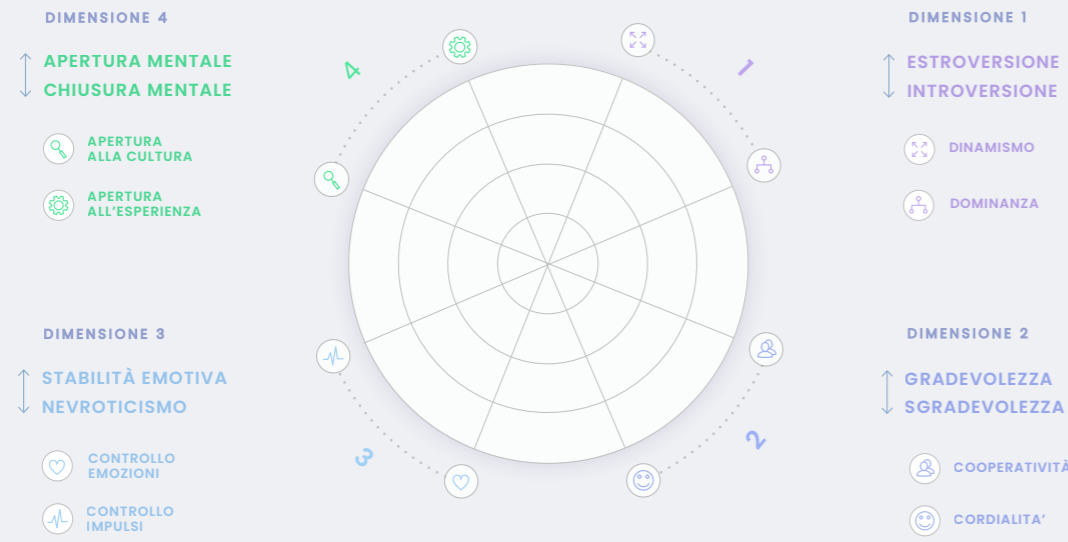 DIMENSIONE 4
APERTURA MENTALE
CHIUSURA MENTALE
APERTURA
ALLA CULTURA
APERTURA
ALL'ESPERIENZA
4
1
DIMENSIONE 1
ESTROVERSIONE
INTROVERSIONE
DINAMISMO
DOMINANZA
DIMENSIONE 3
STABILITÀ EMOTIVA
NEVROTICISMO
CONTROLLO
EMOZIONI
CONTROLLO
IMPULSI
3
2
DIMENSIONE 2
GRADEVOLEZZA
SGRADEVOLEZZA
COOPERATIVITÀ
CORDIALITA'